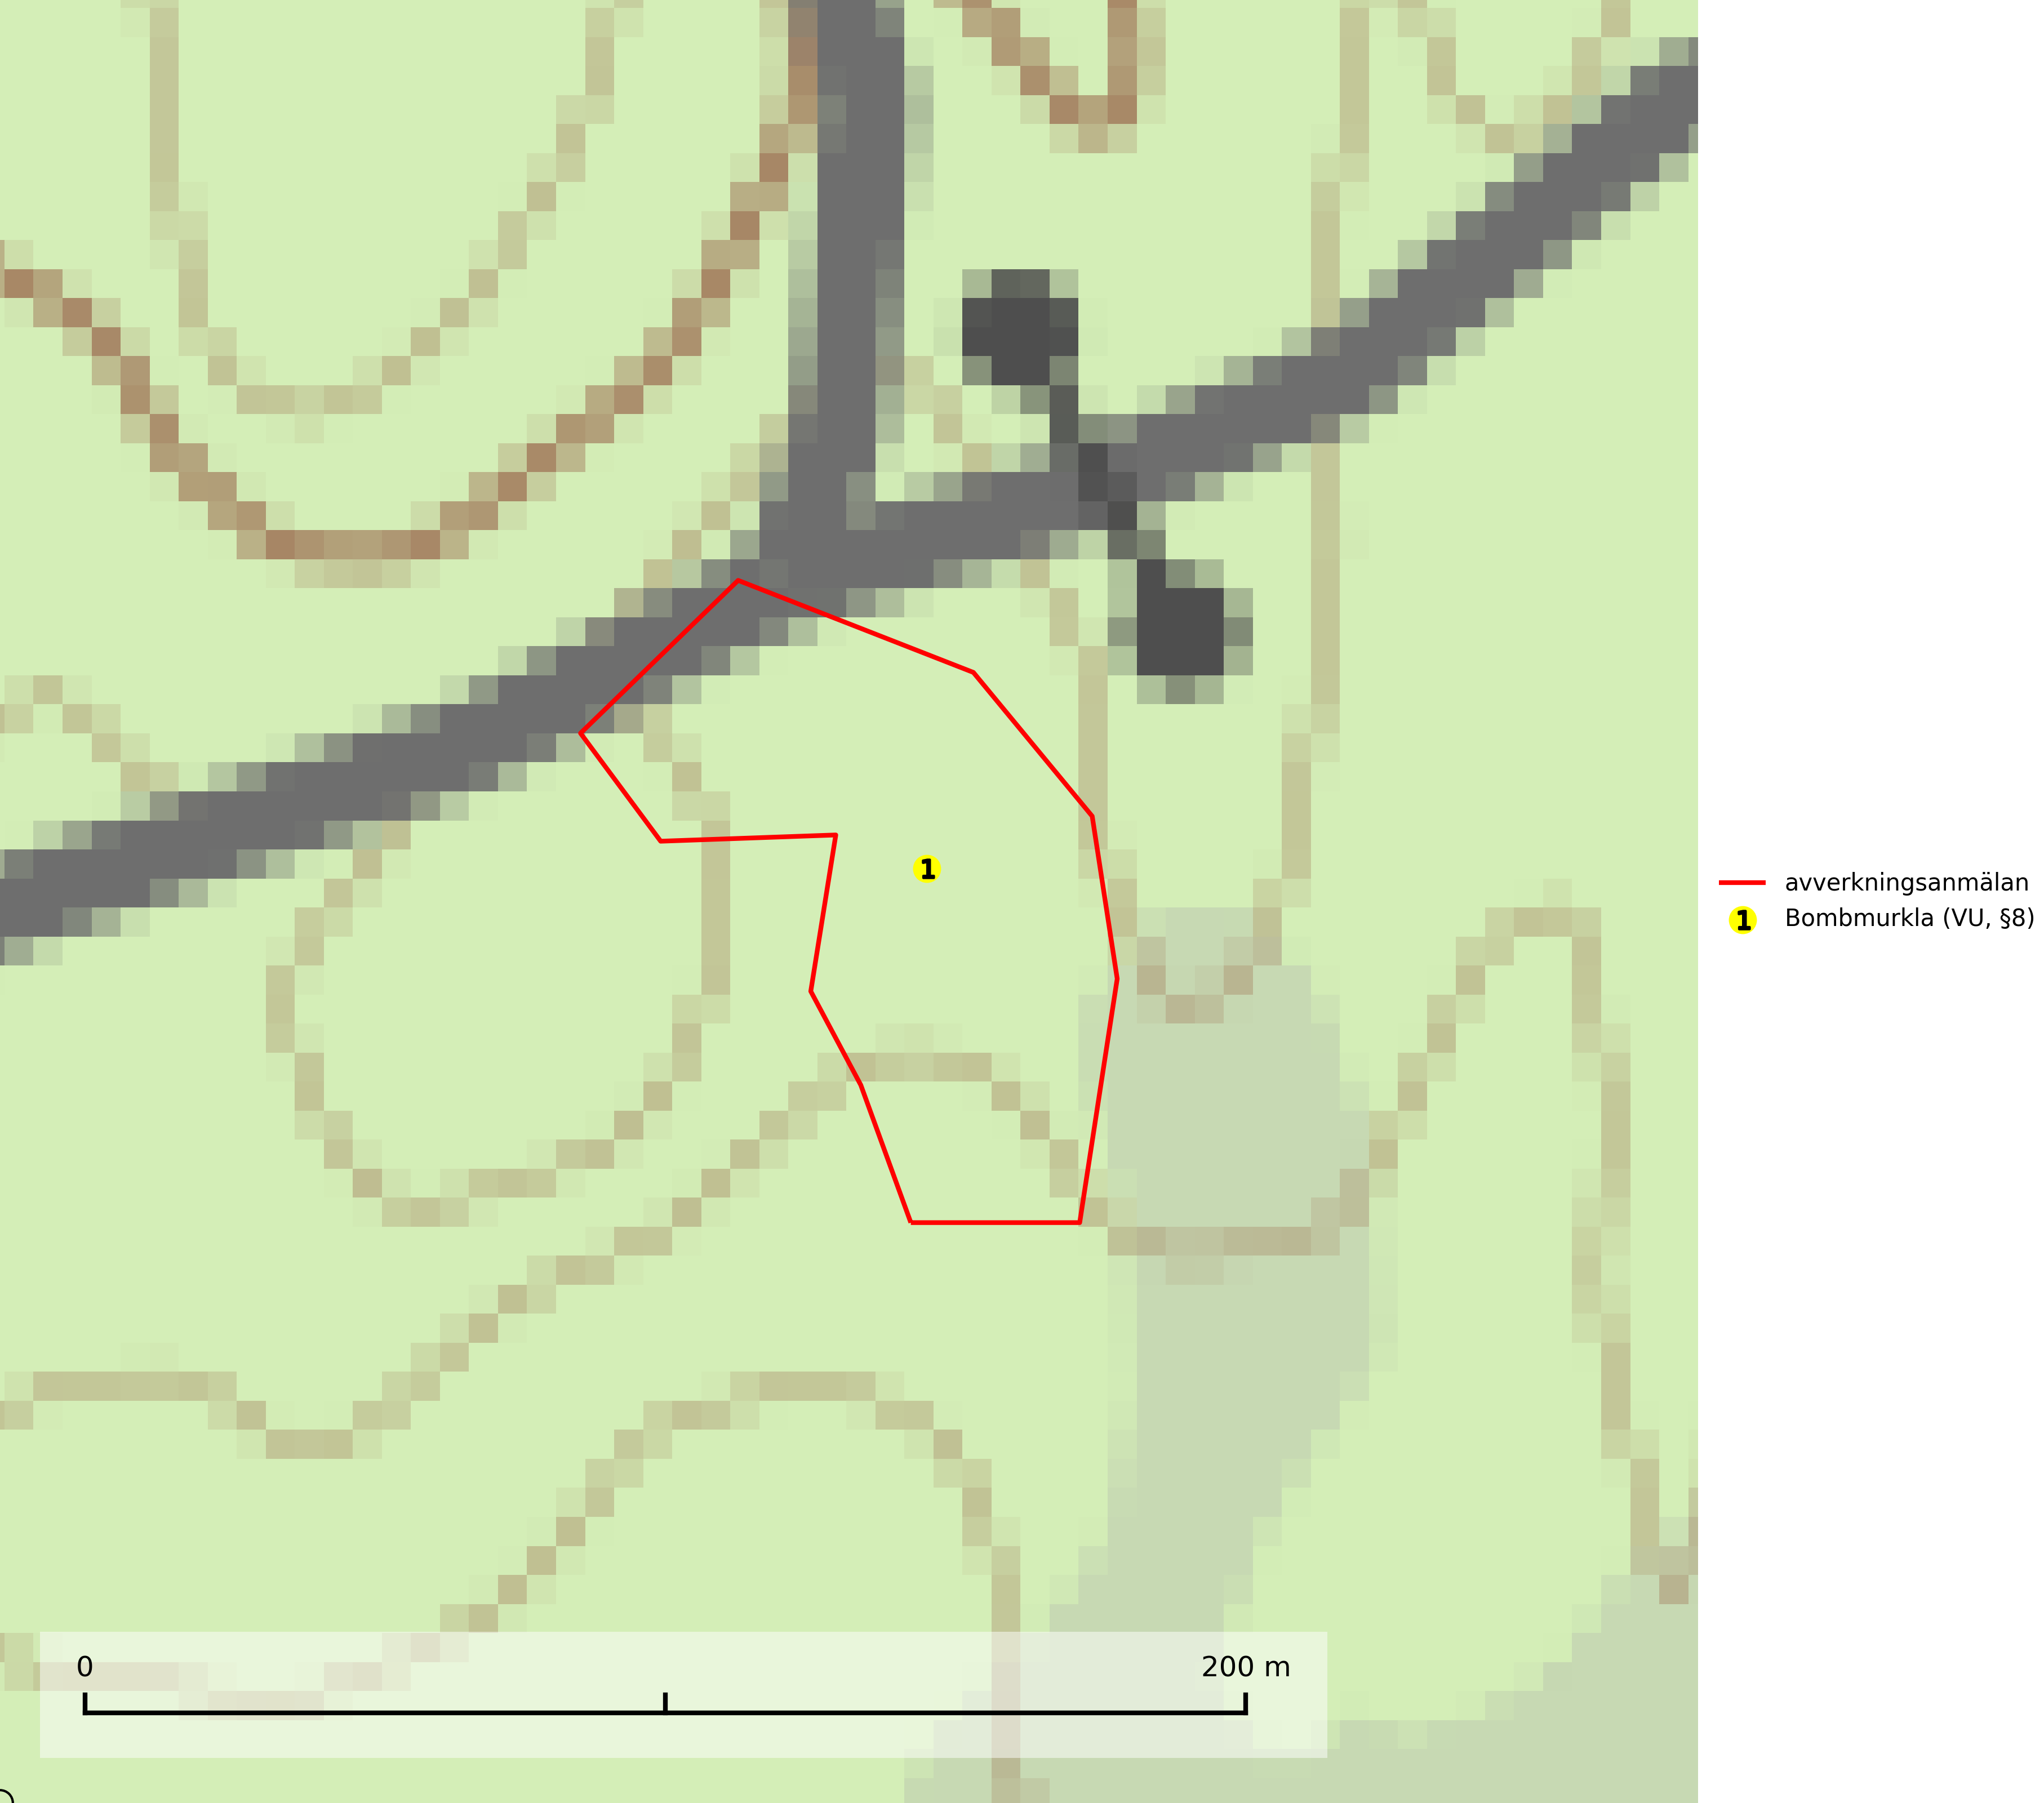 1
avverkningsanmälan
1 Bombmurkla (VU, §8)
0 200 m